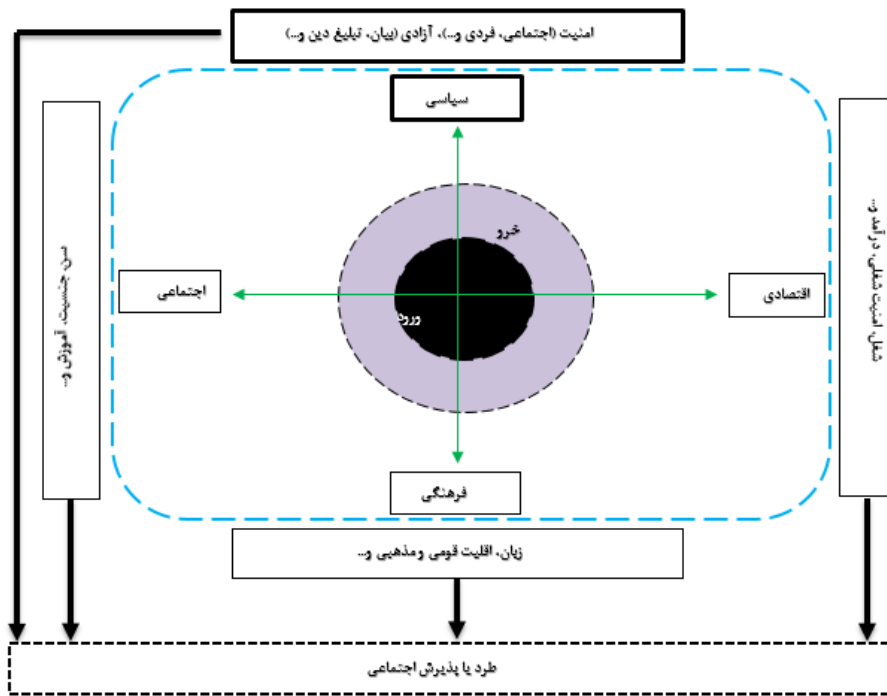 امنیت (اجتماعی، فردی و...)، آزادی (بیان، تبلیغ دین و...)
سیاسی
شغل، امنیت شغلی، درآمد و...
سن، جنسیت، آموزش و...
خرو
اقتصادی
اجتماعی
ورود
فرهنگی
زبان، اقلیت قومی و مذهبی و...
طرد یا پذیرش اجتماعی